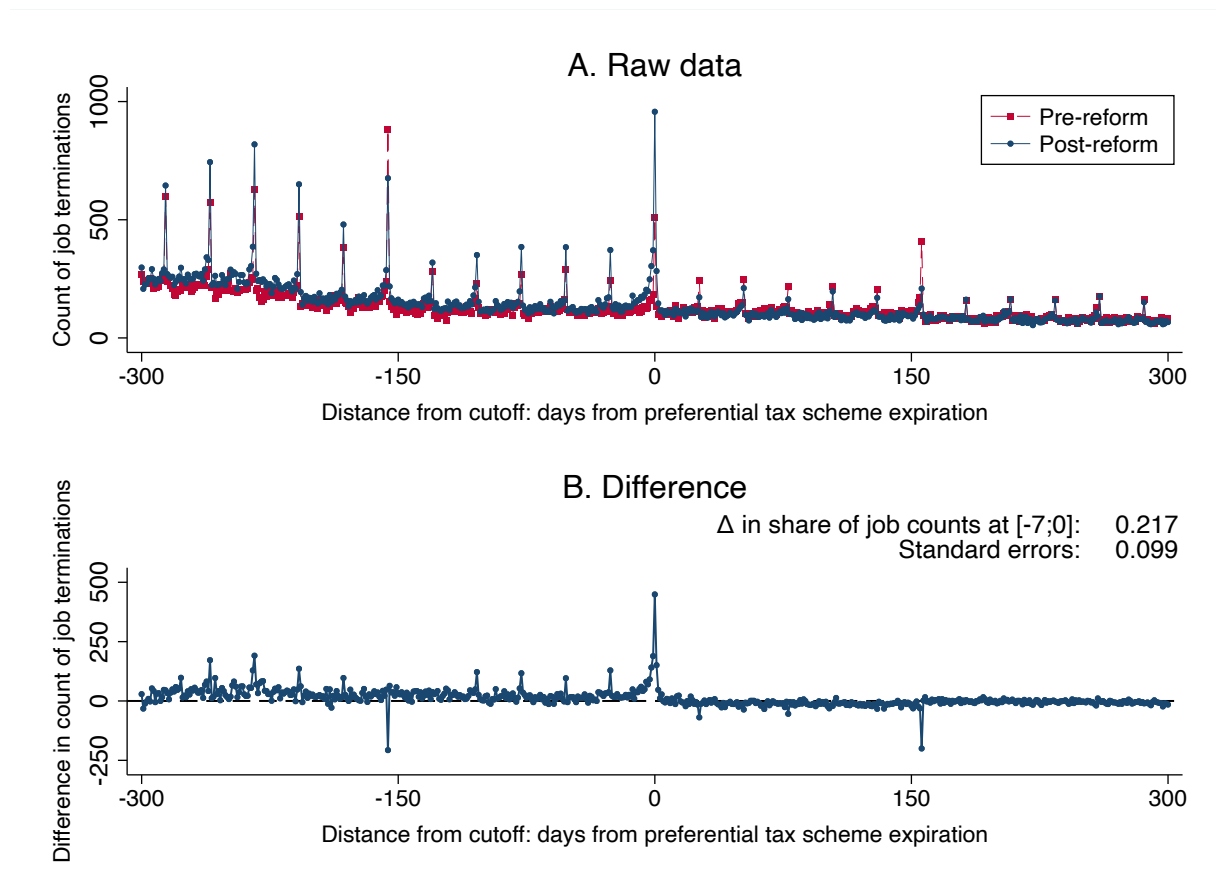 A. Raw data
Count of job terminations
1000
500
0
Pre-reform
Post-reform
-300 -150 0 150 300
Distance from cutoff: days from preferential tax scheme expiration
B. Difference
Δ in share of job counts at [-7;0]: 0.217
Standard errors: 0.099
Difference in count of job terminations
500
250
0
-250
-300 -150 0 150 300
Distance from cutoff: days from preferential tax scheme expiration